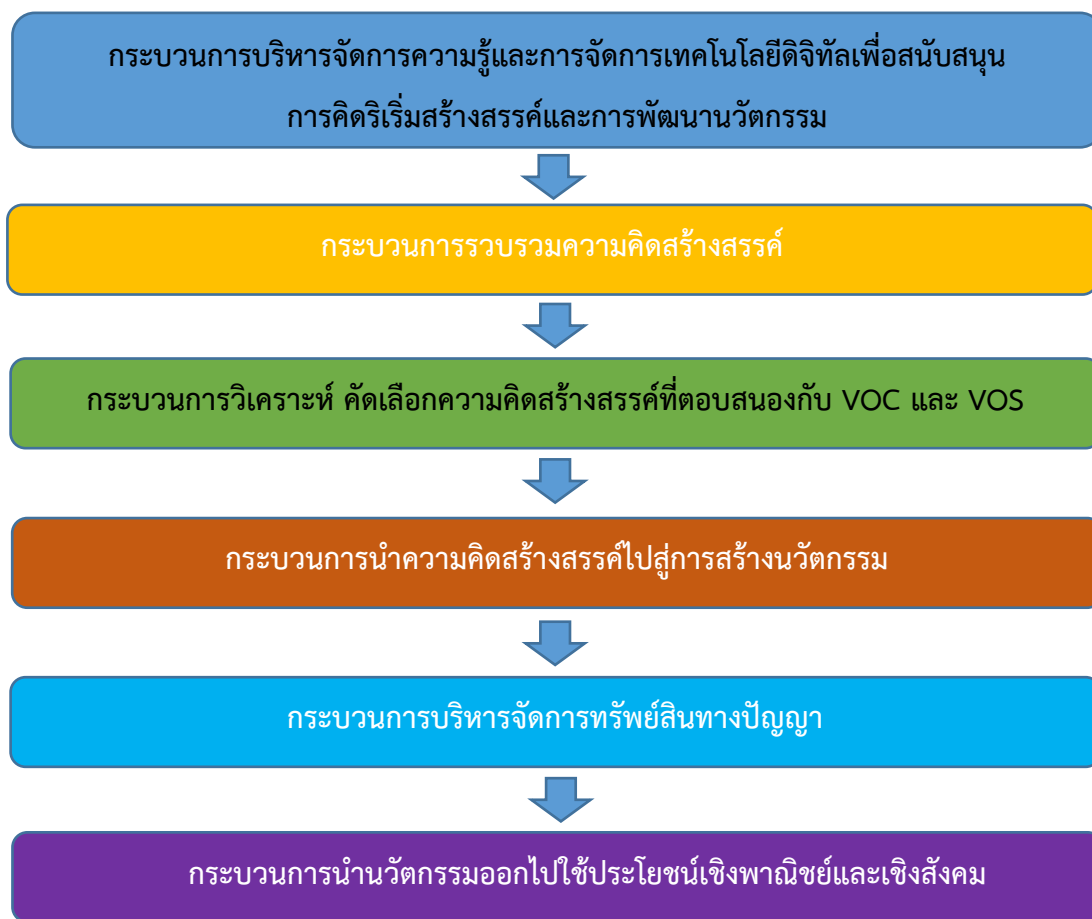 กระบวนการบริหารจัดการความรู้และการจัดการเทคโนโลยีดิจิทัลเพื่อสนับสนุน
การคิดริเริ่มสร้างสรรค์และการพัฒนานวัตกรรม
กระบวนการรวบรวมความคิดสร้างสรรค์
กระบวนการวิเคราะห์ คัดเลือกความคิดสร้างสรรค์ที่ตอบสนองกับ VOC และ VOS
กระบวนการนำความคิดสร้างสรรค์ไปสู่การสร้างนวัตกรรม
กระบวนการบริหารจัดการทรัพย์สินทางปัญญา
กระบวนการนำนวัตกรรมออกไปใช้ประโยชน์เชิงพาณิชย์และเชิงสังคม